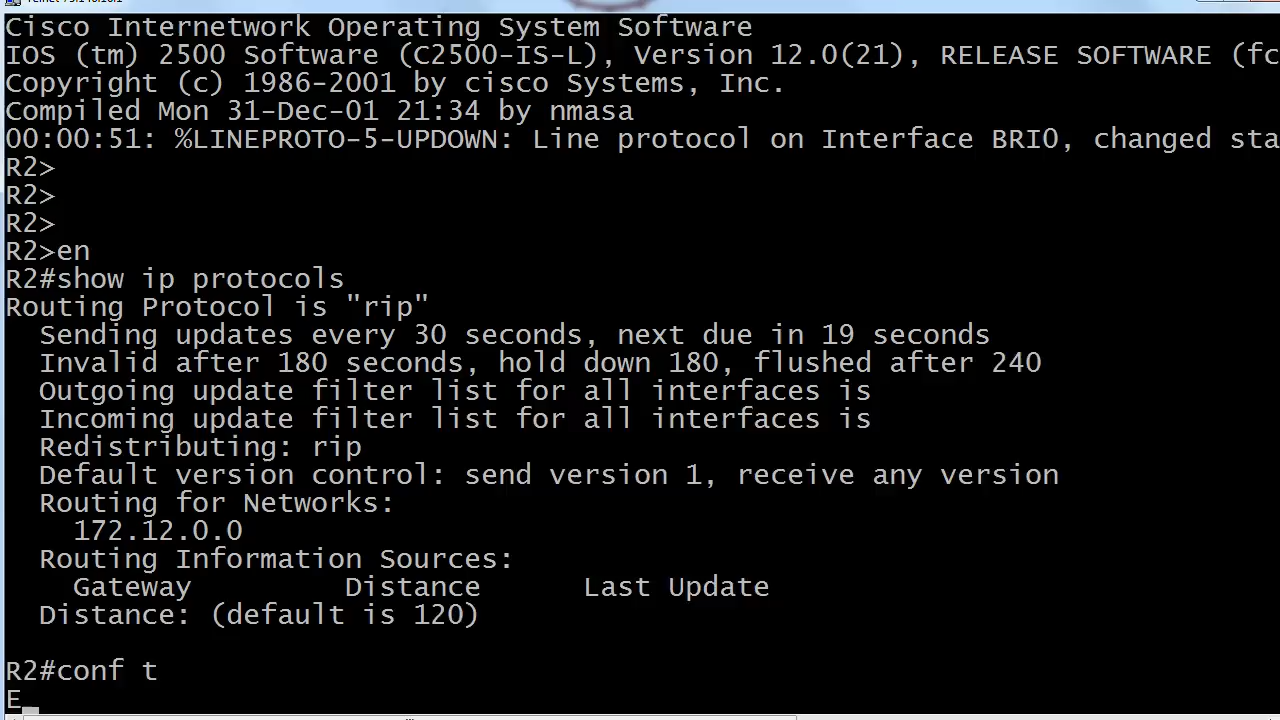 Cisco Internetwork Operating System Software
IOS (tm) 2500 Software (C2500-IS-L), Version 12.0(21), RELEASE SOFTWARE (fc
Copyright (c) 1986-2001 by cisco Systems, Inc.
Compiled Mon 31-Dec-01 21:34 by nmasa
00:00:51: %LINEPROTO-5-UPDOWN: Line protocol on Interface BRI0, changed sta
R2>
R2>
R2>
R2>en
R2#show ip protocols
Routing Protocol is "rip"
  Sending updates every 30 seconds, next due in 19 seconds
  Invalid after 180 seconds, hold down 180, flushed after 240
  Outgoing update filter list for all interfaces is
  Incoming update filter list for all interfaces is
  Redistributing: rip
  Default version control: send version 1, receive any version
  Routing for Networks:
    172.12.0.0
  Routing Information Sources:
    Gateway         Distance      Last Update
  Distance: (default is 120)
R2#conf t
E